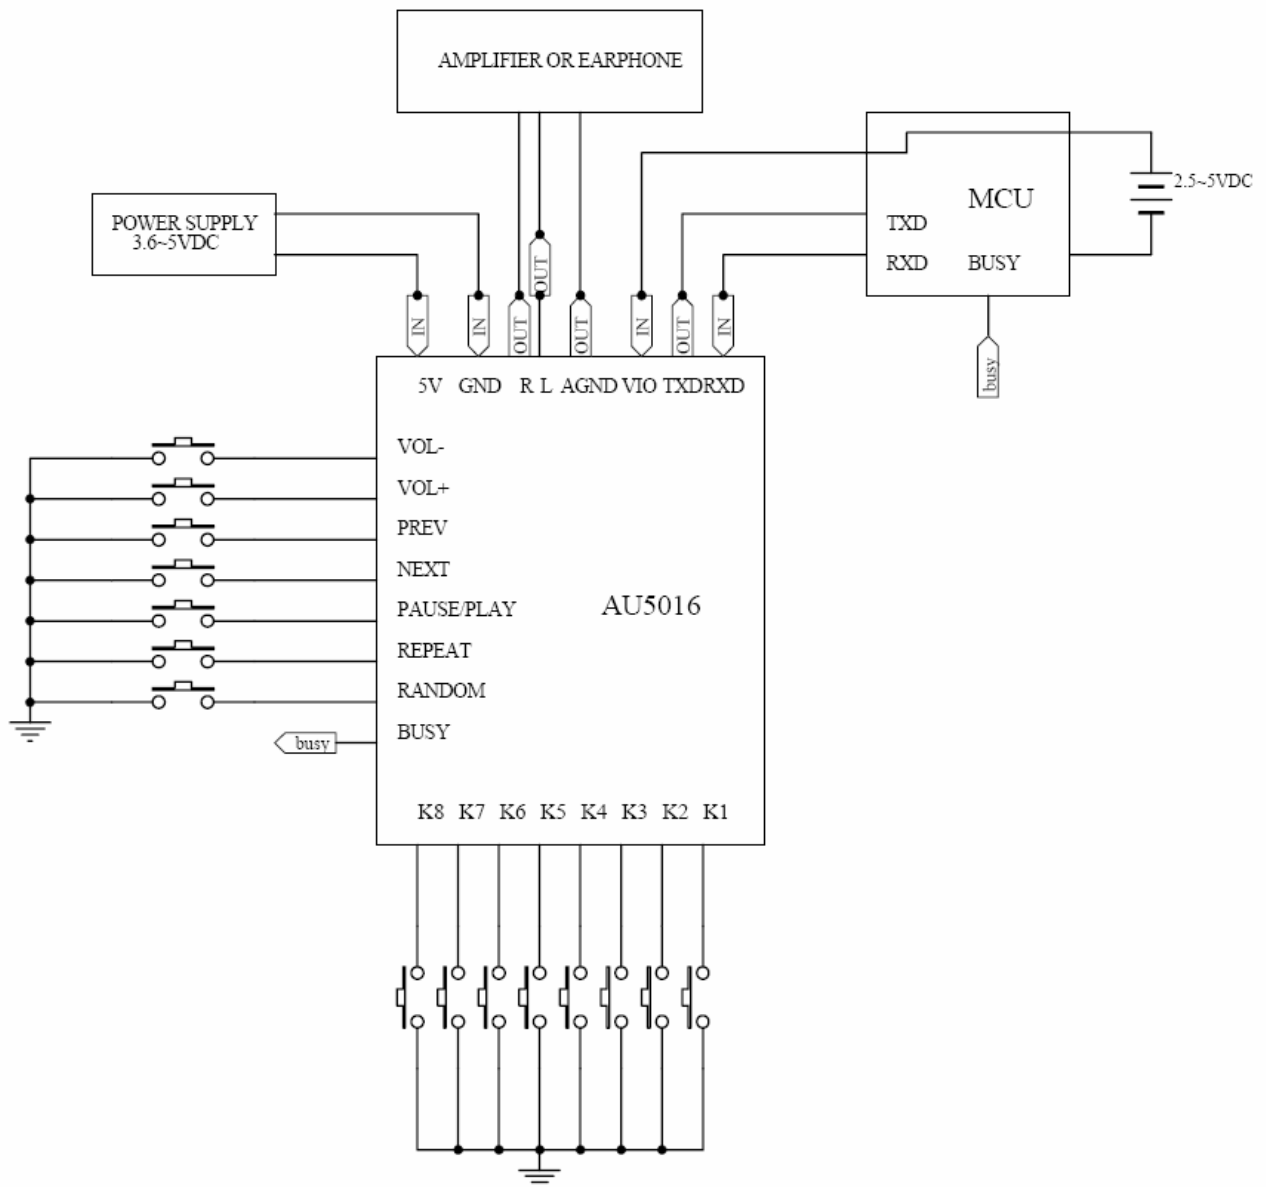 AMPLIFIER OR EARPHONE
POWER SUPPLY
3.6~5VDC
MCU
TXD
RXD
BUSY
2.5~5VDC
busy
IN
IN
OUT
OUT
OUT
IN
OUT
IN
5V GND R L AGND VIO TXD RXD
VOL-
VOL+
PREV
NEXT
PAUSE/PLAY
REPEAT
RANDOM
BUSY
busy
AU5016
K8 K7 K6 K5 K4 K3 K2 K1